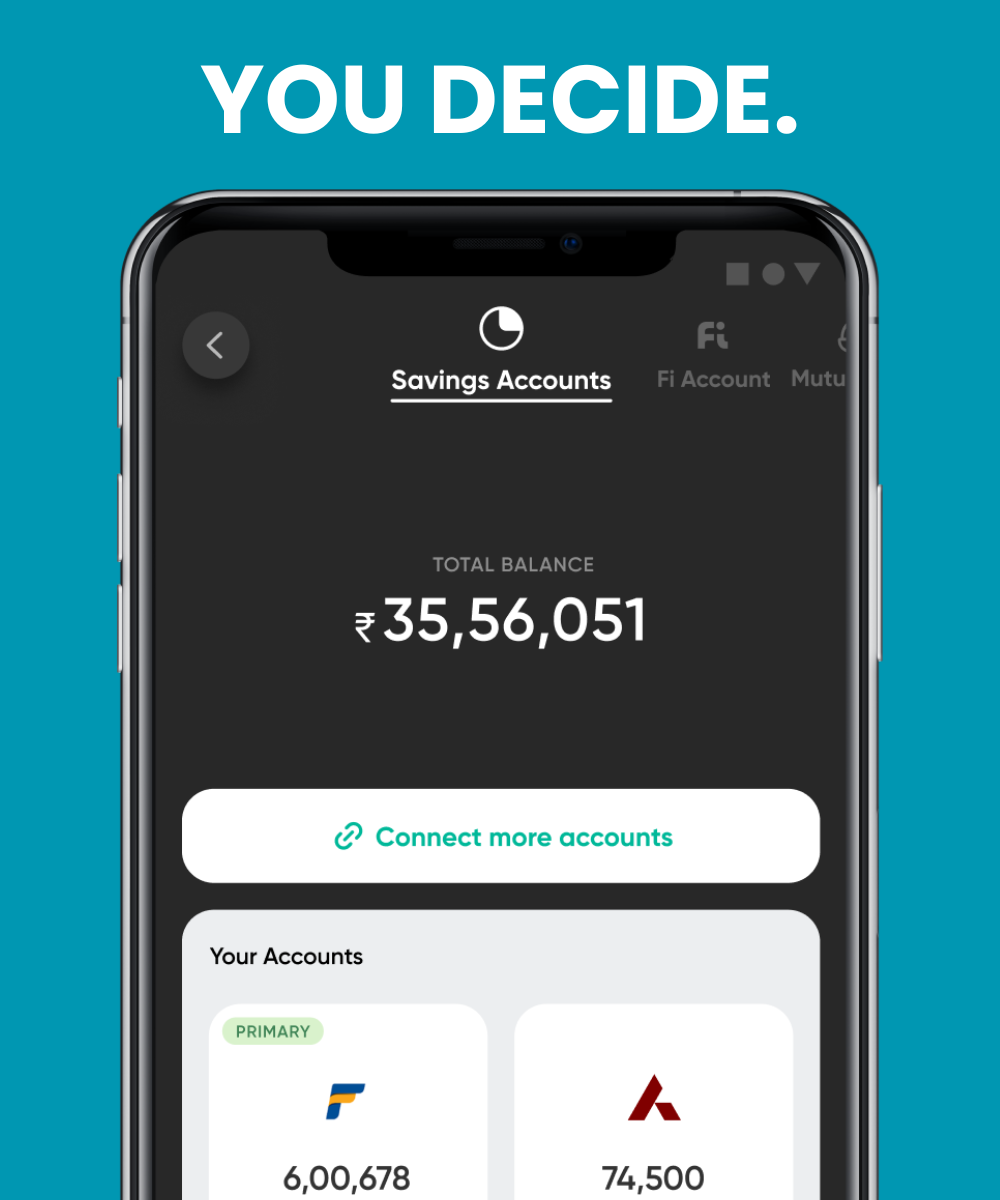 YOU DECIDE.
Fi
Savings Accounts
Fi Account
Mutu
TOTAL BALANCE
₹35,56,051
Connect more accounts
Your Accounts
PRIMARY
6,00,678
74,500